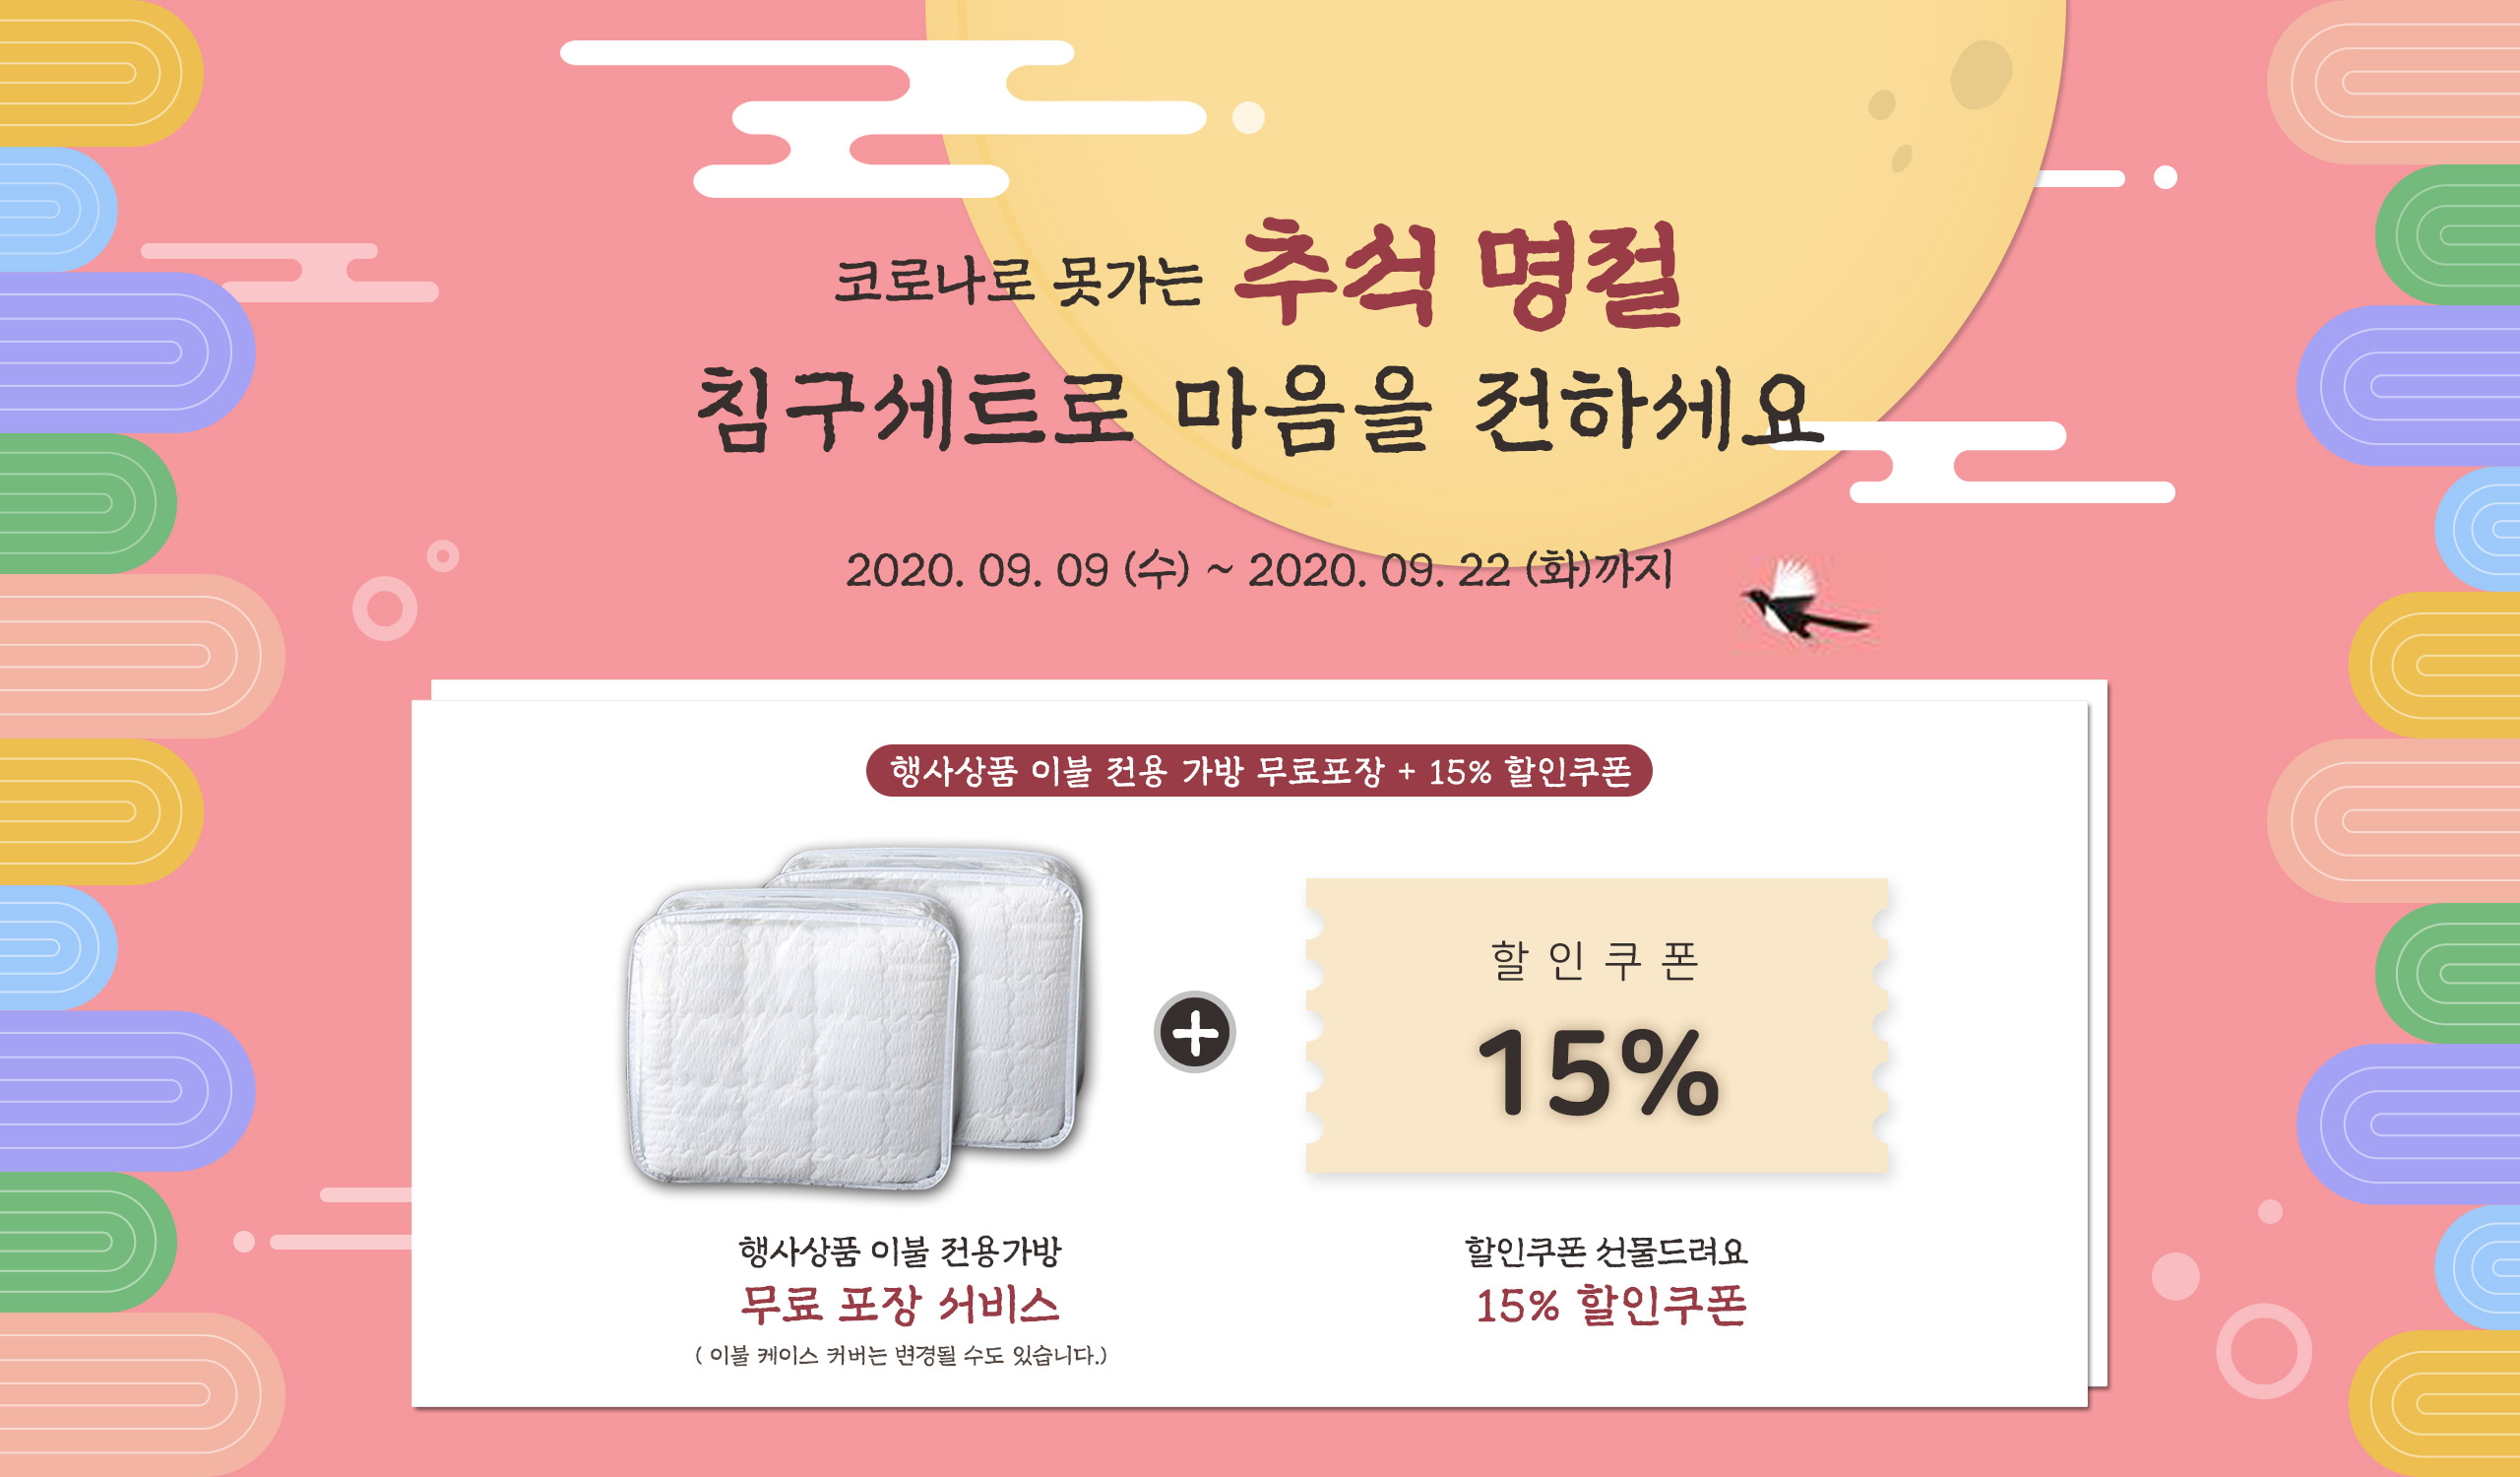 코로나로 못가는 추석 명절
침구세트로 마음을 전하세요
2020. 09. 09 (수) ~ 2020. 09. 22 (화)까지
행사상품 이불 전용 가방 무료포장 + 15% 할인쿠폰
할인쿠폰
15%
행사상품 이불 전용가방
무료 포장 서비스
( 이불 케이스 커버는 변경될 수도 있습니다.)
할인쿠폰 선물드려요
15% 할인쿠폰